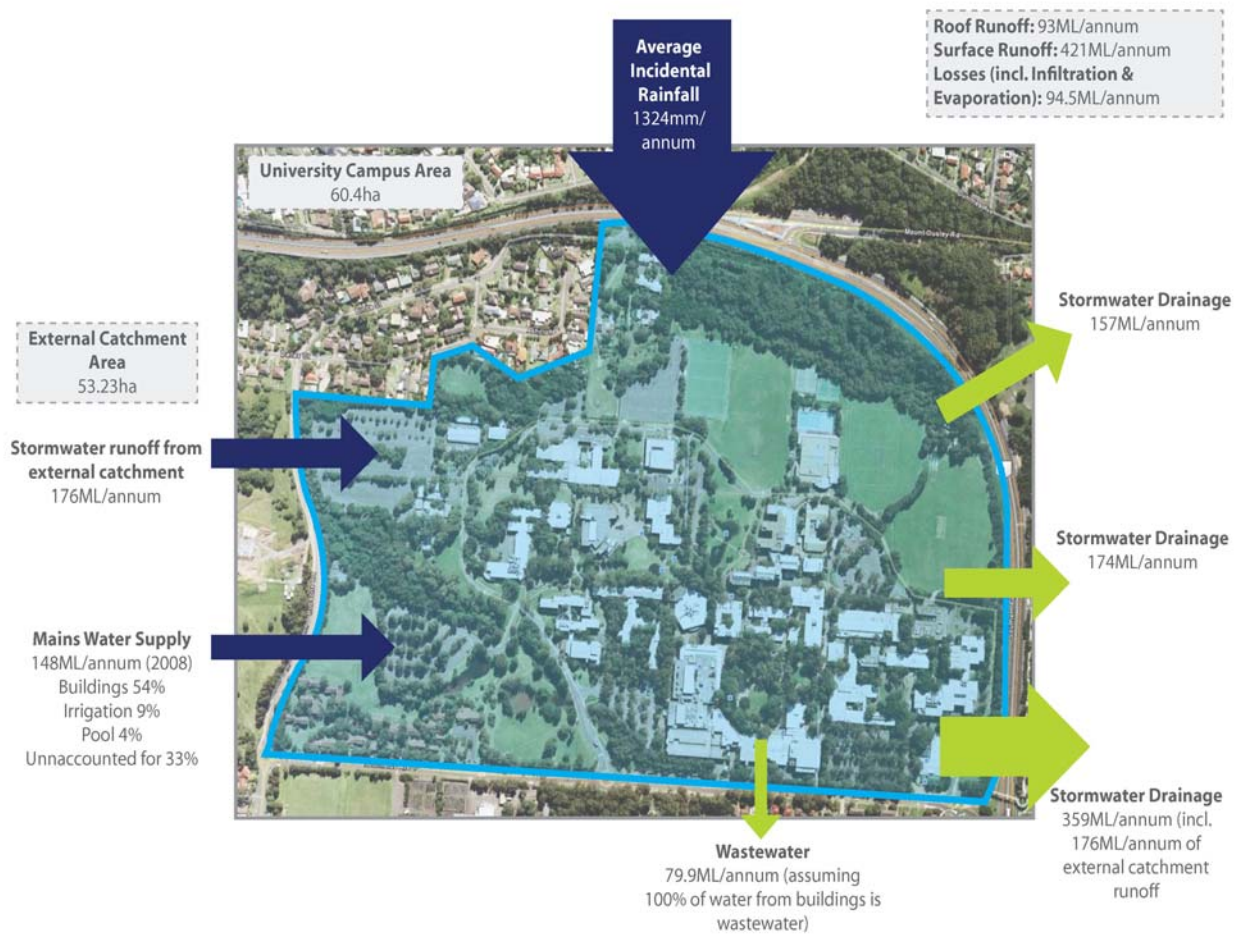 Average
Incidental
Rainfall
1324mm/
annum
Roof Runoff: 93ML/annum
Surface Runoff: 421ML/annum
Losses (incl. Infiltration &
Evaporation): 94.5ML/annum
University Campus Area
60.4ha
Mount Ousley Rd
External Catchment
Area
53.23ha
Stormwater runoff from
external catchment
176ML/annum
Mains Water Supply
148ML/annum (2008)
Buildings 54%
Irrigation 9%
Pool 4%
Unnaccounted for 33%
Stormwater Drainage
157ML/annum
Stormwater Drainage
174ML/annum
Stormwater Drainage
359ML/annum (incl.
176ML/annum of
external catchment
runoff
Wastewater
79.9ML/annum (assuming
100% of water from buildings is
wastewater)